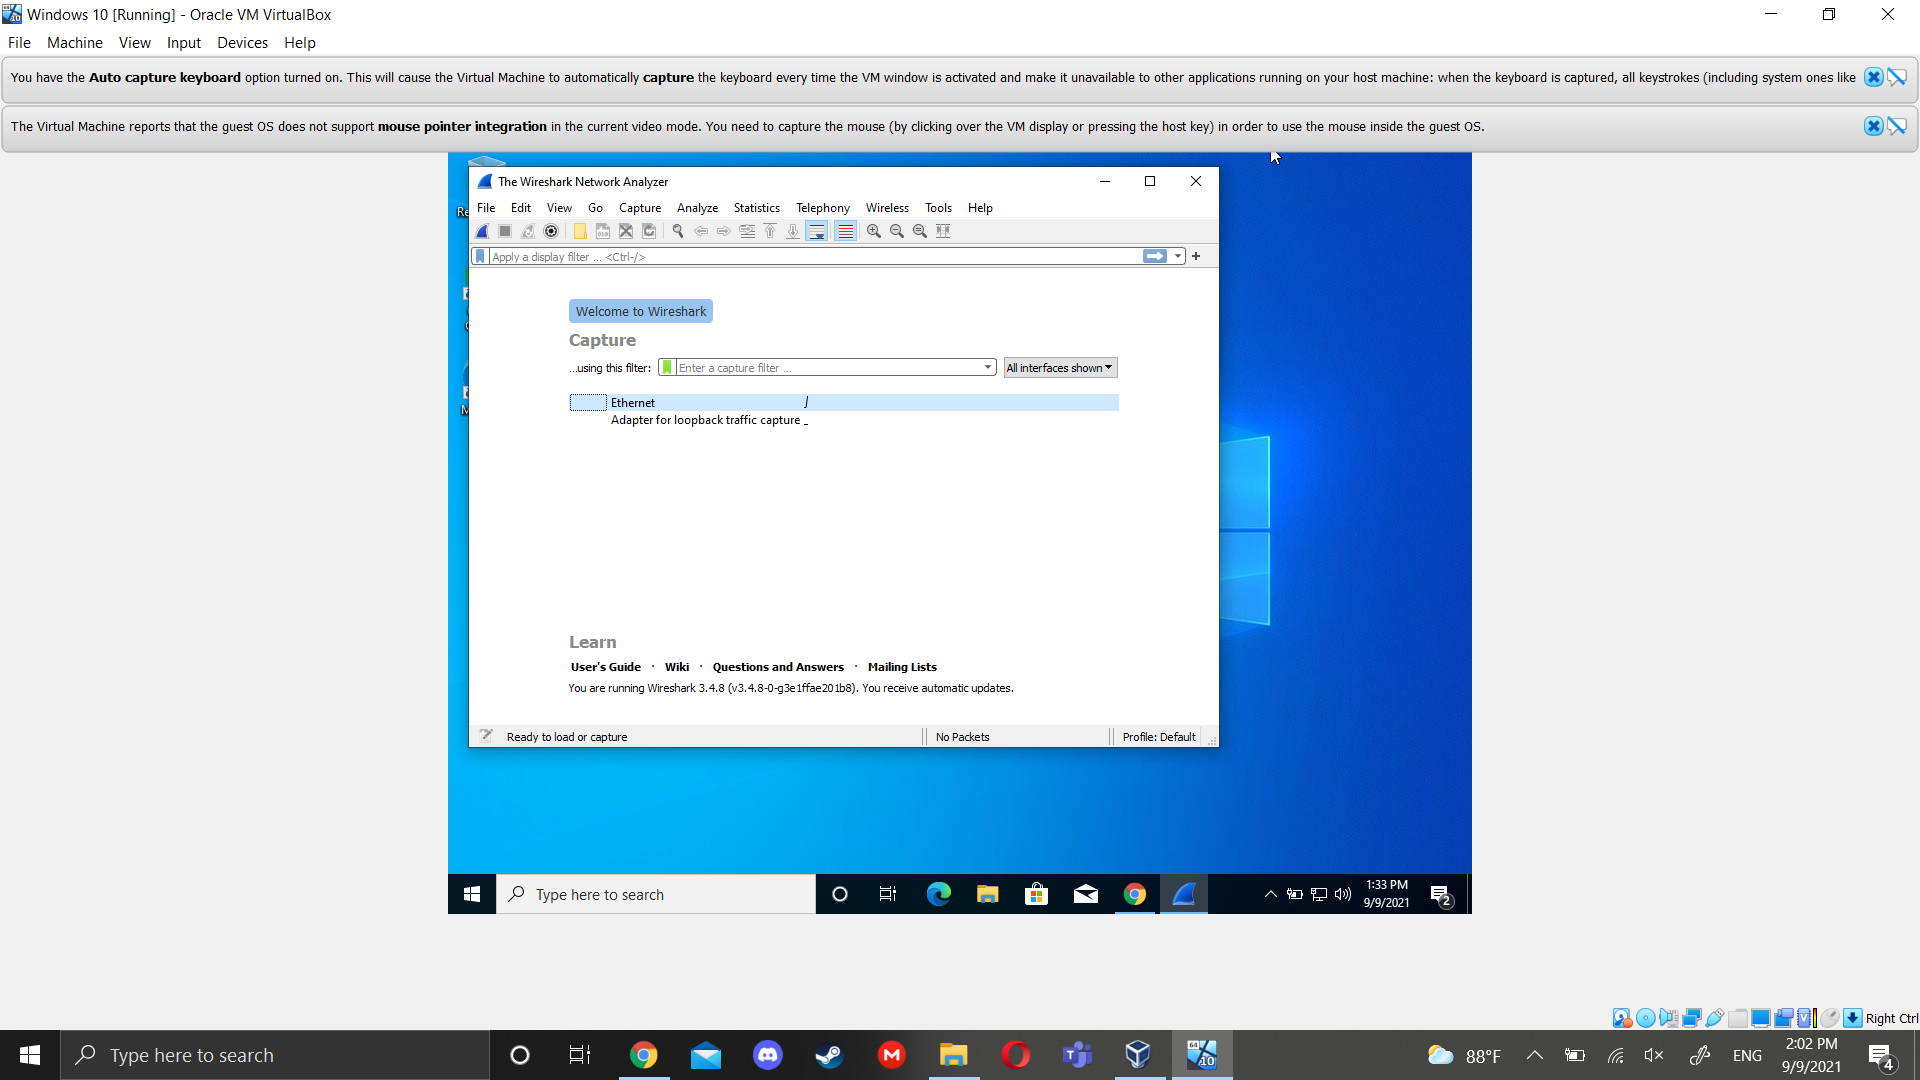 Windows 10 [Running] - Oracle VM VirtualBox
File Machine View Input Devices Help
You have the Auto capture keyboard option turned on. This will cause the Virtual Machine to automatically capture the keyboard every time the VM window is activated and make it unavailable to other applications running on your host machine: when the keyboard is captured, all keystrokes (including system ones like
The Virtual Machine reports that the guest OS does not support mouse pointer integration in the current video mode. You need to capture the mouse (by clicking over the VM display or pressing the host key) in order to use the mouse inside the guest OS.
The Wireshark Network Analyzer
File Edit View Go Capture Analyze Statistics Telephony Wireless Tools Help
Apply a display filter ... <Ctrl-/>
Welcome to Wireshark
Capture
...using this filter: Enter a capture filter ... All interfaces shown
Ethernet
Adapter for loopback traffic capture
Learn
User's Guide · Wiki · Questions and Answers · Mailing Lists
You are running Wireshark 3.4.8 (v3.4.8-0-g3e1ffae201b8). You receive automatic updates.
Ready to load or capture No Packets Profile: Default
Type here to search
1:33 PM
9/9/2021
2
Right Ctrl
Type here to search
64
10
88°F
ENG
2:02 PM
9/9/2021
4